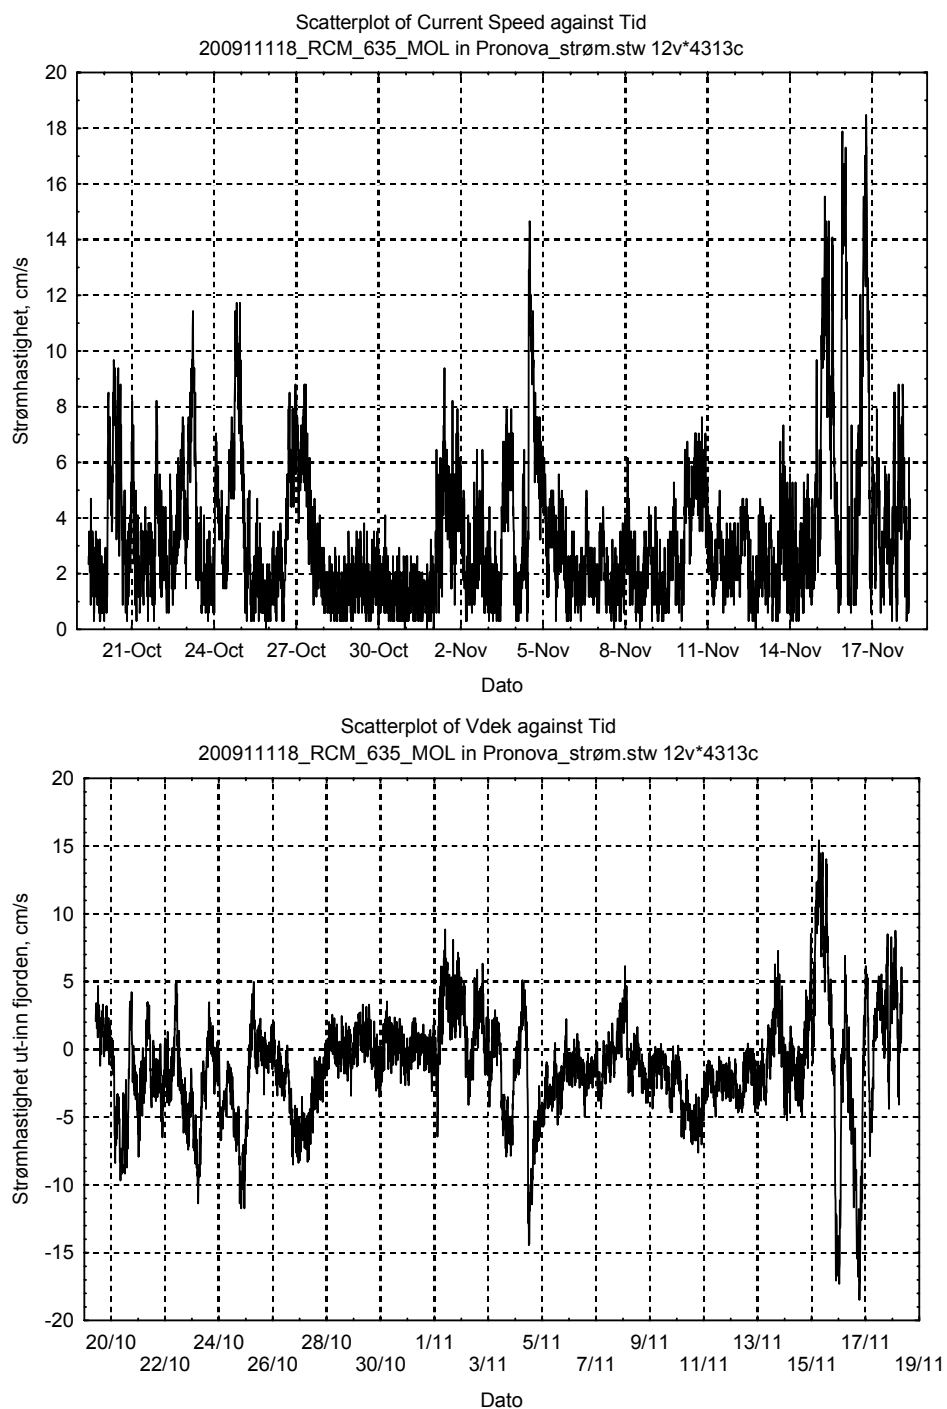 Scatterplot of Current Speed against Tid
200911118_RCM_635_MOL in Pronova_strøm.stw 12v*4313c
20
18
16
14
12
10
8
6
4
2
0
Strømhastighet, cm/s
21-Oct 24-Oct 27-Oct 30-Oct 2-Nov 5-Nov 8-Nov 11-Nov 14-Nov 17-Nov
Dato
Scatterplot of Vdek against Tid
200911118_RCM_635_MOL in Pronova_strøm.stw 12v*4313c
20
15
10
5
0
-5
-10
-15
-20
Strømhastighet ut-inn fjorden, cm/s
20/10 24/10 28/10 1/11 5/11 9/11 13/11 17/11
22/10 26/10 30/10 3/11 7/11 11/11 15/11 19/11
Dato